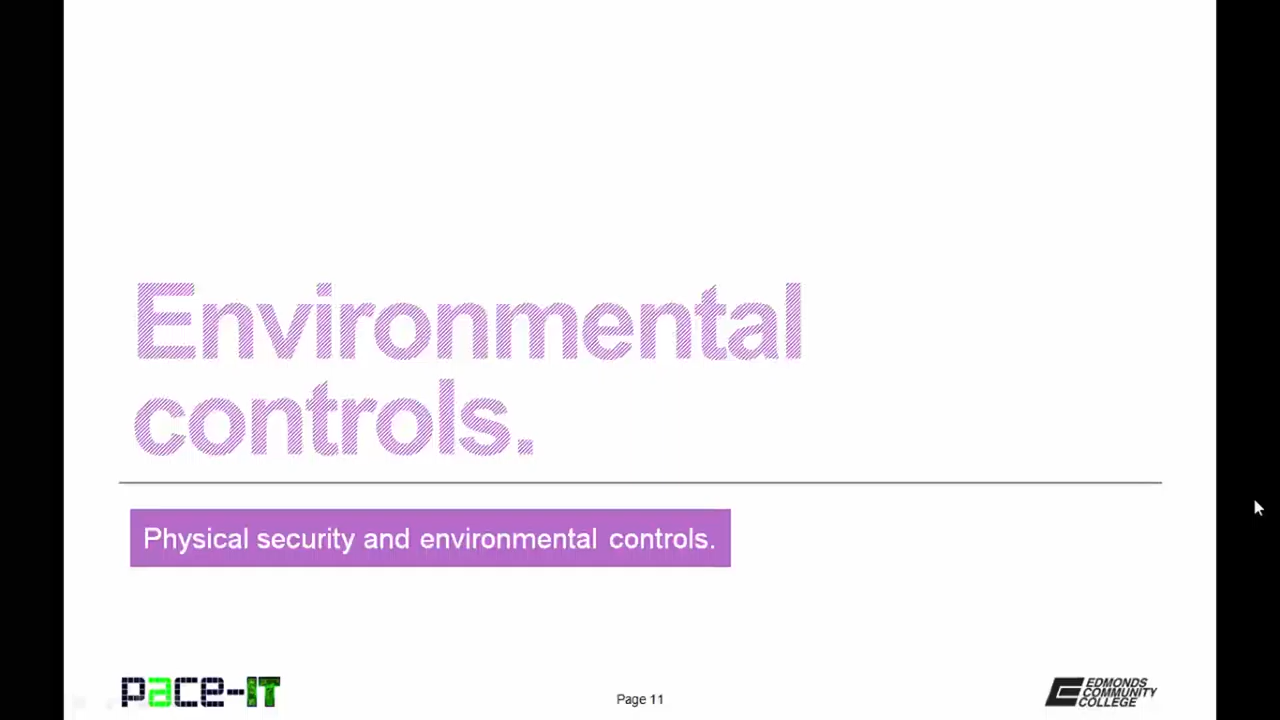 Environmental
controls.
Physical security and environmental controls.
pace-IT
Page 11
EDMONDS
COMMUNITY
COLLEGE